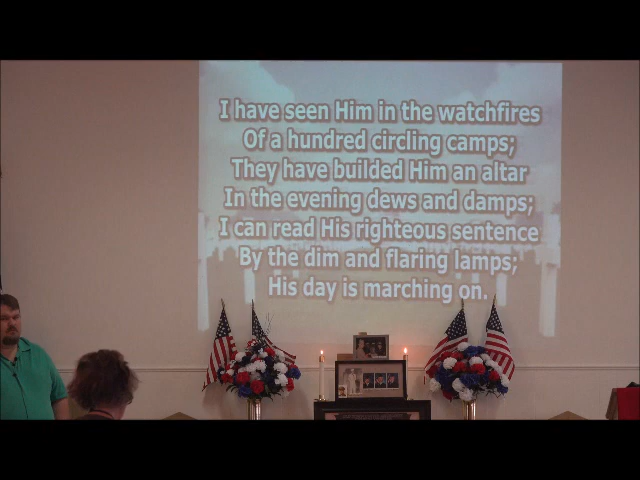 I have seen Him in the watchfires
Of a hundred circling camps;
They have builded Him an altar
In the evening dews and damps;
I can read His righteous sentence
By the dim and flaring lamps;
His day is marching on.